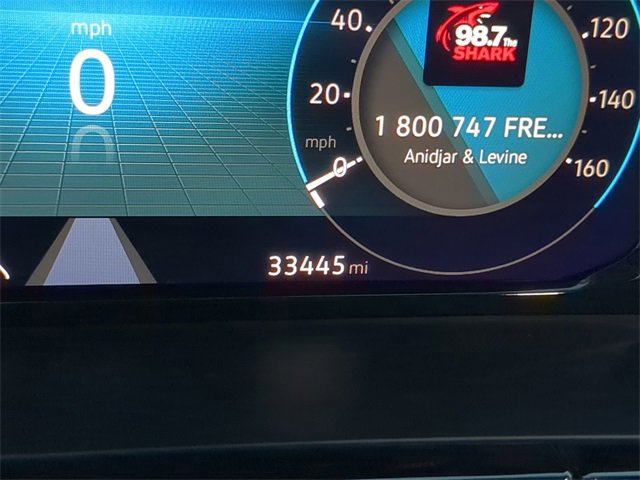 mph
0
40
20
mph
0
120
140
160
98.7 The
SHARK
1 800 747 FRE...
Anidjar & Levine
33445 mi